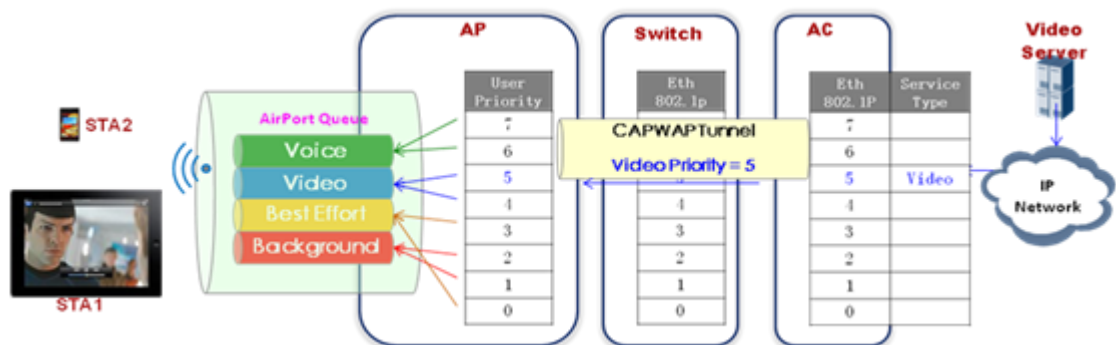 AP
Switch
AC
Video
Server
User
Priority
Eth
802.1p
Eth
802.1P
Service
Type
STA2
AirPort Queue
Voice
Video
Best Effort
Background
7
6
5
4
3
2
1
0
CAPWAPTunnel
Video Priority = 5
4
3
2
1
0
7
6
5
Video
4
3
2
1
0
IP
Network
STA1